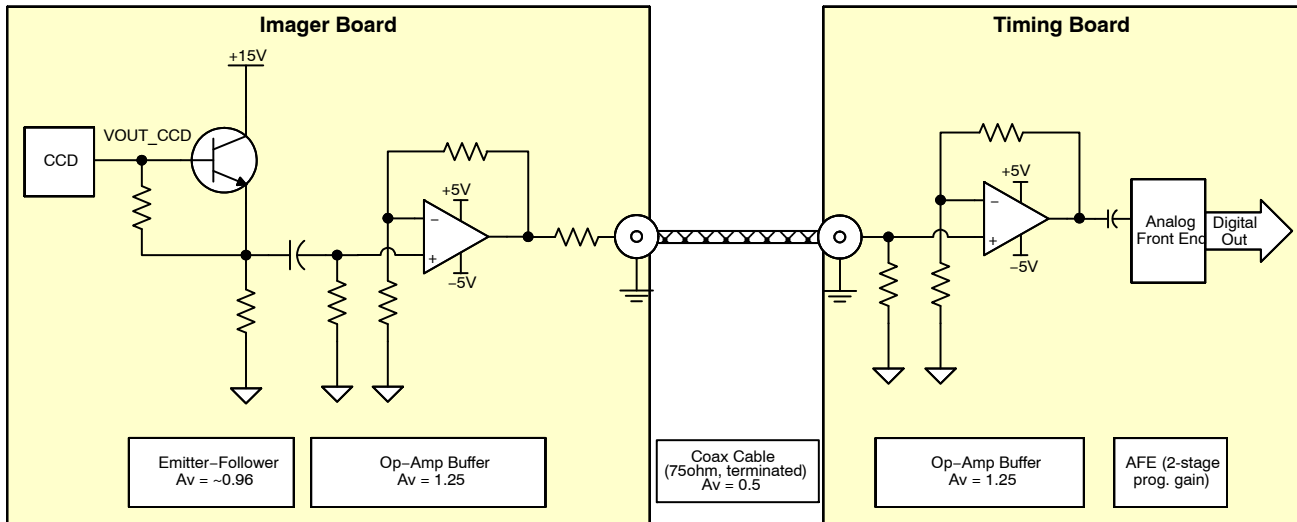 Imager Board
Timing Board
+15V
VOUT_CCD
CCD
+5V
−
+
−5V
+5V
−
+
−5V
Analog
Front End
Digital
Out
Emitter−Follower
Av = ~0.96
Op−Amp Buffer
Av = 1.25
Coax Cable
(75ohm, terminated)
Av = 0.5
Op−Amp Buffer
Av = 1.25
AFE (2-stage
prog. gain)